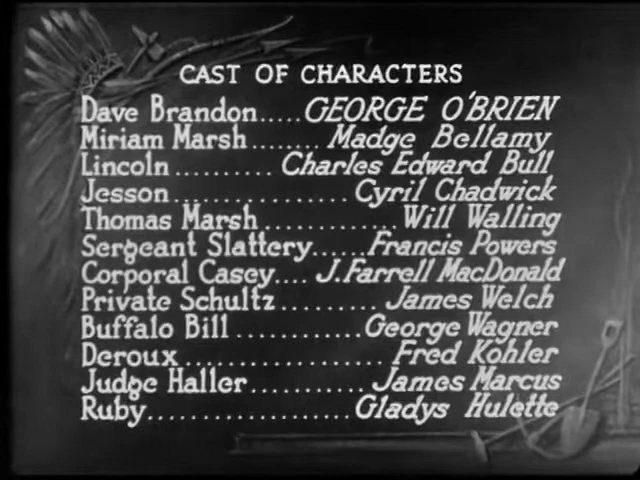 CAST OF CHARACTERS
Dave Brandon.....GEORGE O'BRIEN
Miriam Marsh........Madge Bellamy
Lincoln..........Charles Edward Bull
Jesson.................Cyril Chadwick
Thomas Marsh.............Will Walling
Sergeant Slattery......Francis Powers
Corporal Casey....J. Farrell MacDonald
Private Schultz.........James Welch
Buffalo Bill............George Wagner
Deroux...................Fred Kohler
Judge Haller...........James Marcus
Ruby...................Gladys Hulette